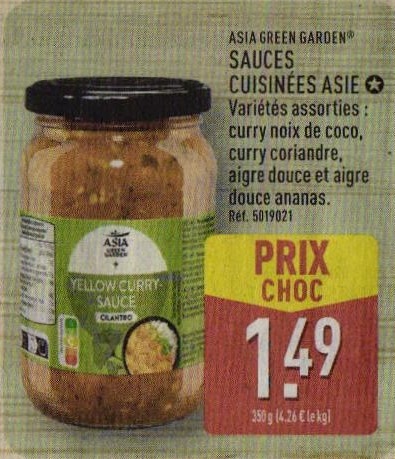 ASIA GREEN GARDEN®
SAUCES
CUISINÉES ASIE
Variétés assorties :
curry noix de coco,
curry coriandre,
aigre douce et aigre
douce ananas.
Réf. 5019021
PRIX
CHOC
1.49
350 g (4.26 € le kg)
ASIA
GREEN
GARDEN
YELLOW CURRY
SAUCE
CILANTRO